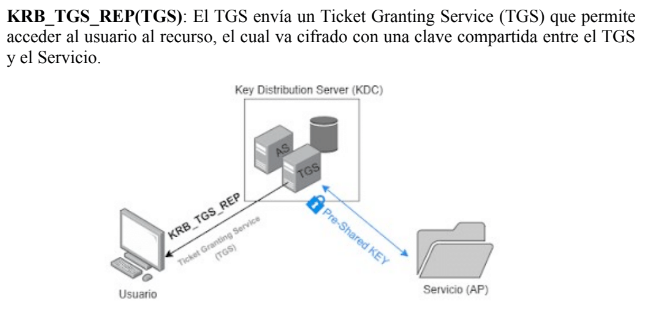 KRB_TGS_REP(TGS): El TGS envía un Ticket Granting Service (TGS) que permite
acceder al usuario al recurso, el cual va cifrado con una clave compartida entre el TGS
y el Servicio.
Key Distribution Server (KDC)
AS
TGS
KRB_TGS_REP
Ticket Granting Service
(TGS)
Pre-Shared KEY
Usuario
Servicio (AP)